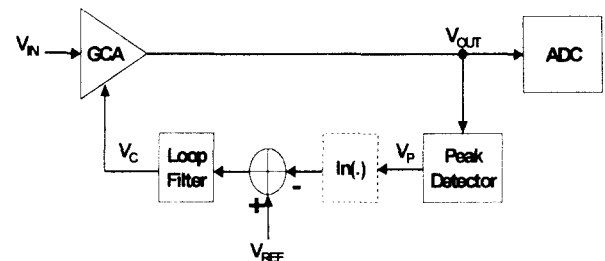 V_IN
GCA
V_OUT
ADC
V_C
Loop
Filter
+
-
ln(.)
V_P
Peak
Detector
V_REF